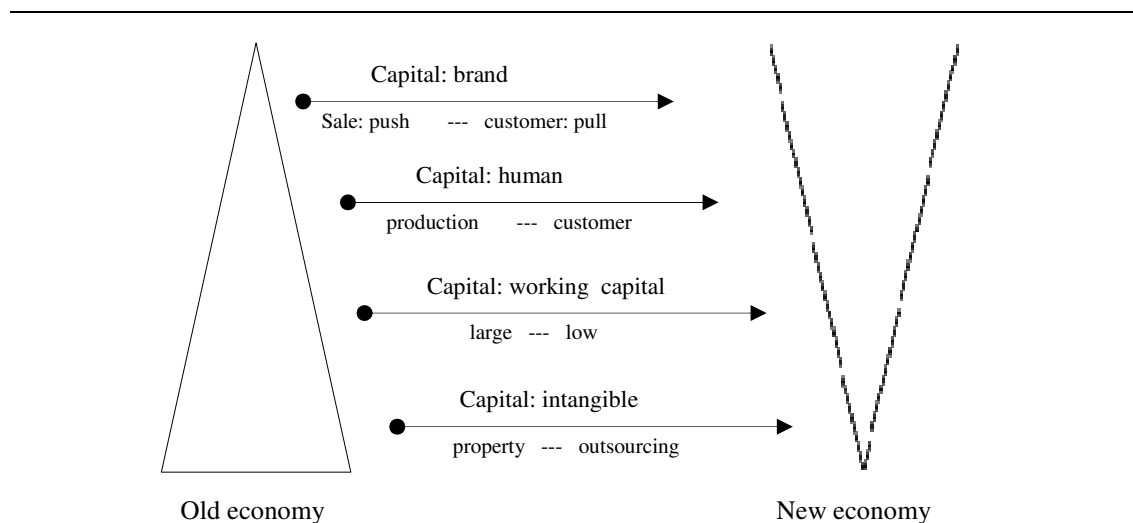 Capital: brand
Sale: push --- customer: pull
Capital: human
production --- customer
Capital: working capital
large --- low
Capital: intangible
property --- outsourcing
Old economy New economy